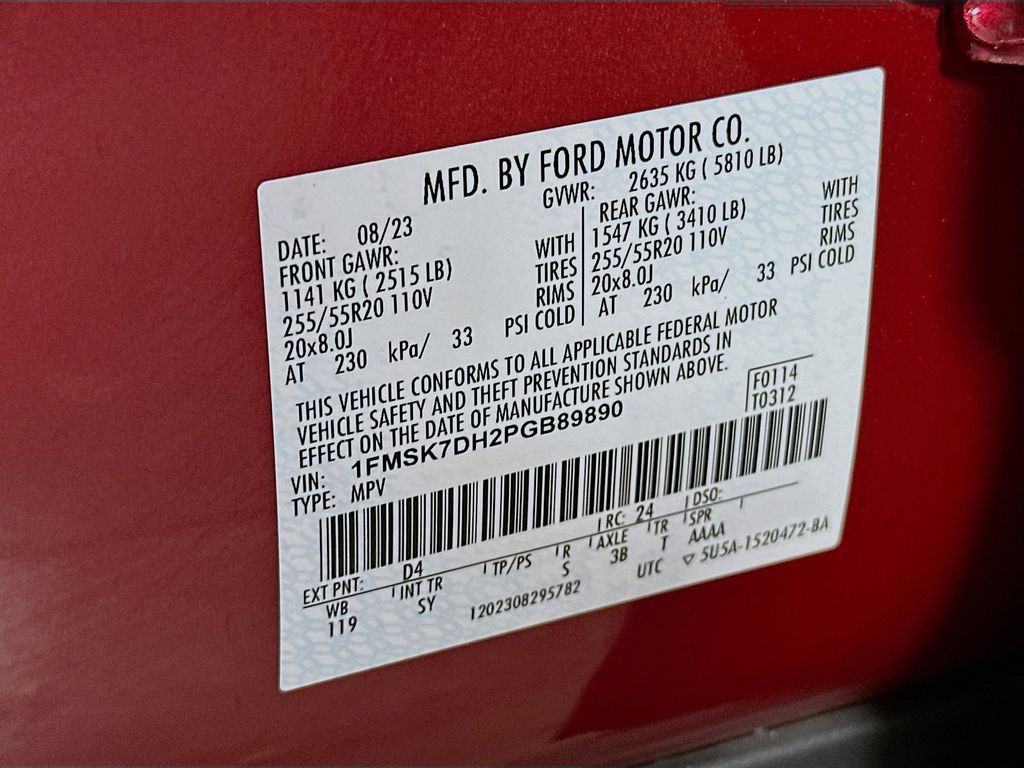 MFD. BY FORD MOTOR CO.
DATE: 08/23
GVWR: 2635 KG ( 5810 LB)
FRONT GAWR:
1141 KG ( 2515 LB) WITH
255/55R20 110V TIRES
20x8.0J RIMS
AT 230 kPa/ 33 PSI COLD
REAR GAWR:
1547 KG ( 3410 LB) WITH
255/55R20 110V TIRES
20x8.0J RIMS
AT 230 kPa/ 33 PSI COLD
THIS VEHICLE CONFORMS TO ALL APPLICABLE FEDERAL MOTOR
VEHICLE SAFETY AND THEFT PREVENTION STANDARDS IN
EFFECT ON THE DATE OF MANUFACTURE SHOWN ABOVE.
VIN: 1FMSK7DH2PGB89890
TYPE: MPV
F0114
T0312
EXT PNT: D4 RC: 24 DSO:
WB INT TR TP/PS R AXLE TR SPR
119 SY S 3B T AAAA
1202308295782 UTC ▽ 5U5A-1520472-BA